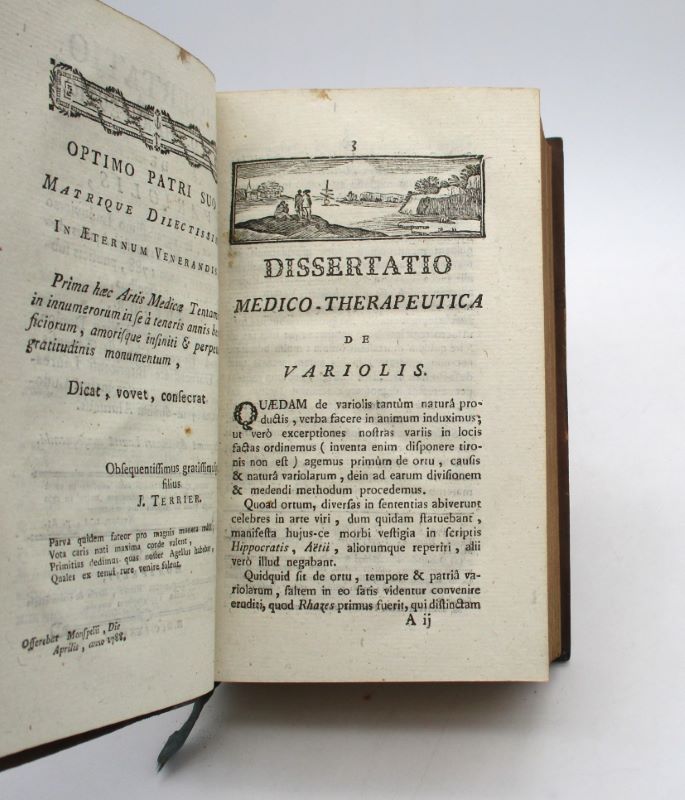 OPTIMO PATRI SUO
MATRIQUE DILECTISSI
IN ÆTERNUM VENERANDIS
Prima hæc Artis Medicæ Tentam
in innumerorum in se à teneris annis be
ficiorum, amorisque infiniti & perpet
gratitudinis monumentum,
Dicat, vovet, consecrat
Obsequentissimus gratissim
filius
J. TERRIER.
Parva quidem fateor pro magnis munera
Vota caris nati maxima corde valent,
Primitias dedimus quas noster Agellus habebat,
Quales ex tenui rure venire solent.
Offerebat Monspelii, Die
Aprilis, anno 1788.
3
DISSERTATIO
MEDICO-THERAPEUTICA
DE
VARIOLIS.
QUÆDAM de variolis tantùm naturâ pro-
ductis, verba facere in animum induximus;
ut verò excerptiones nostras variis in locis
factas ordinemus ( inventa enim disponere tiro-
nis non est ) agemus primùm de ortu, causis
& naturâ variolarum, dein ad earum divisionem
& medendi methodum procedemus.
Quoad ortum, diversas in sententias abiverunt
celebres in arte viri, dum quidam statuebant,
manifesta hujus-ce morbi vestigia in scriptis
Hippocratis, Aëtii, aliorumque reperiri, alii
verò illud negabant.
Quidquid sit de ortu, tempore & patriâ va-
riolarum, saltem in eo satis videntur convenire
eruditi, quod Rhazes primus fuerit, qui distinctam
A ij